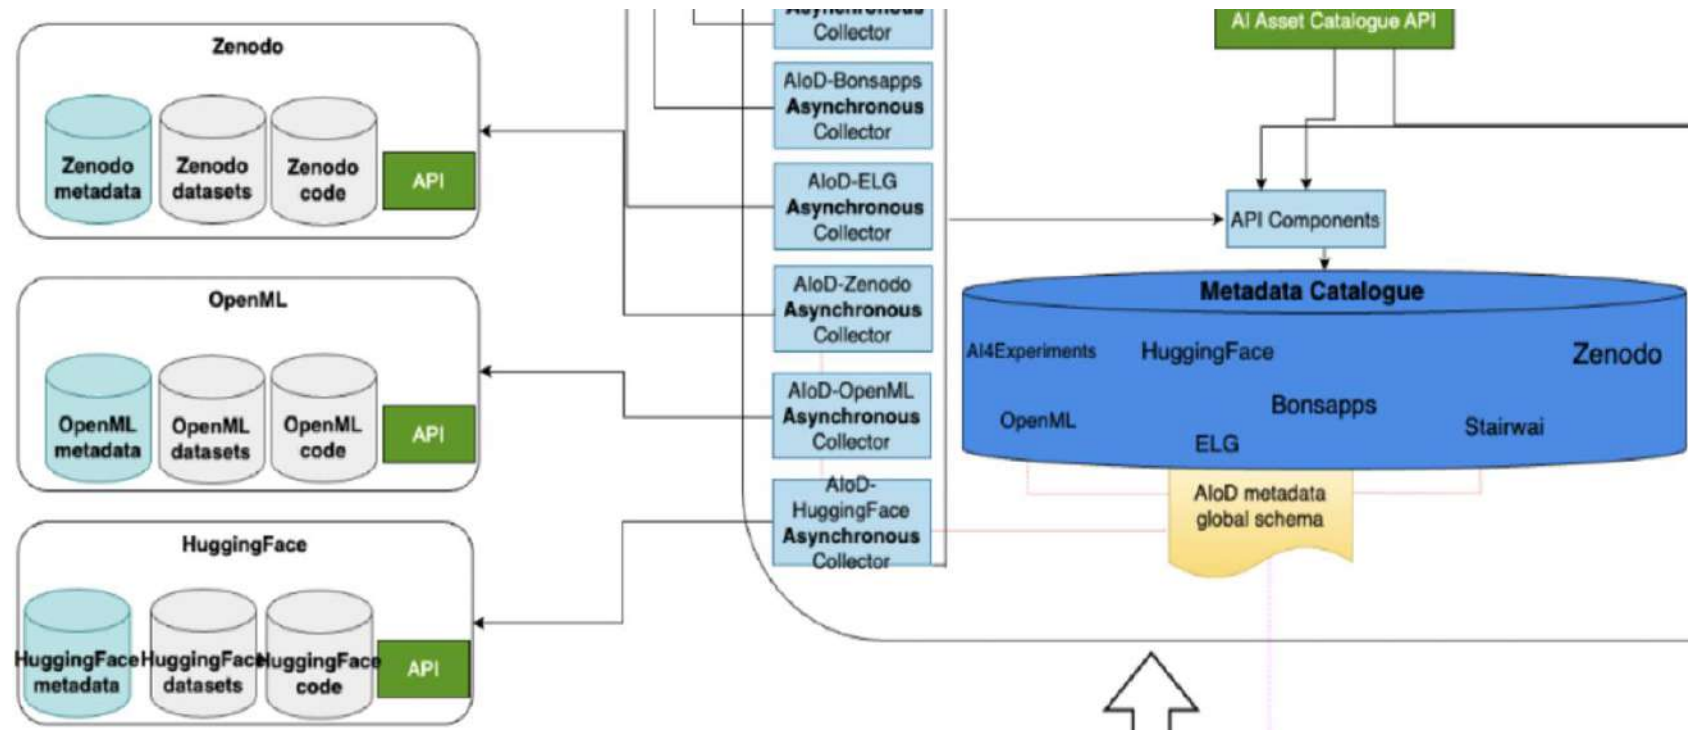 Zenodo
Zenodo
metadata
Zenodo
datasets
Zenodo
code
API
OpenML
OpenML
metadata
OpenML
datasets
OpenML
code
API
HuggingFace
HuggingFace
metadata
HuggingFace
datasets
HuggingFace
code
API
Asynchronous
Collector
AIoD-Bonsapps
Asynchronous
Collector
AIoD-ELG
Asynchronous
Collector
AIoD-Zenodo
Asynchronous
Collector
AIoD-OpenML
Asynchronous
Collector
AIoD-
HuggingFace
Asynchronous
Collector
AI Asset Catalogue API
API Components
Metadata Catalogue
AI4Experiments
HuggingFace
Zenodo
Bonsapps
OpenML
Stairwai
ELG
AIoD metadata
global schema